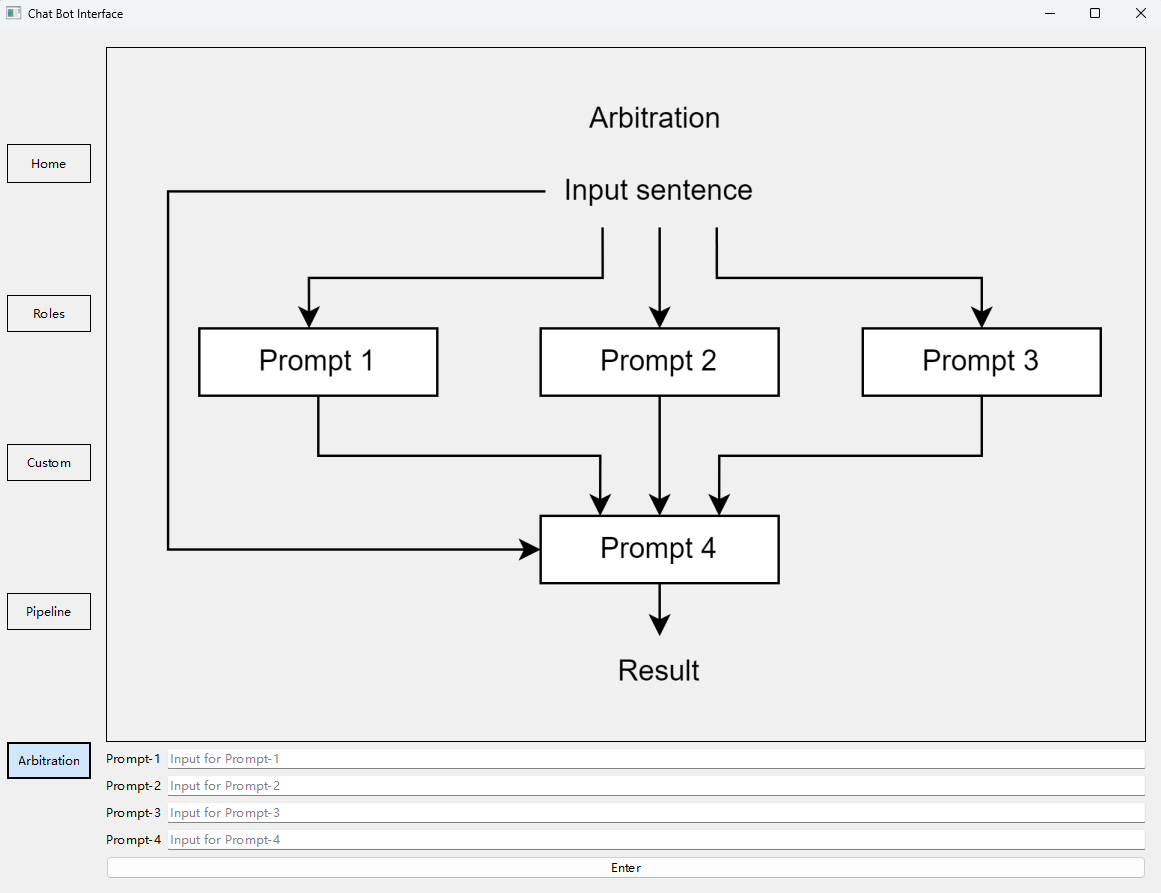 Chat Bot Interface
Home
Roles
Custom
Pipeline
Arbitration
Arbitration
Input sentence
Prompt 1
Prompt 2
Prompt 3
Prompt 4
Result
Prompt-1 Input for Prompt-1
Prompt-2 Input for Prompt-2
Prompt-3 Input for Prompt-3
Prompt-4 Input for Prompt-4
Enter